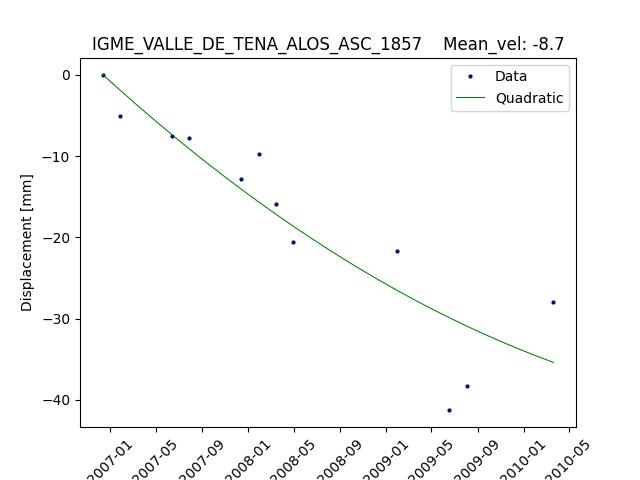 IGME_VALLE_DE_TENA_ALOS_ASC_1857 Mean_vel: -8.7
Data
Quadratic
0
−10
−20
−30
−40
Displacement [mm]
2007-01 2007-05 2007-09 2008-01 2008-05 2008-09 2009-01 2009-05 2009-09 2010-01 2010-05